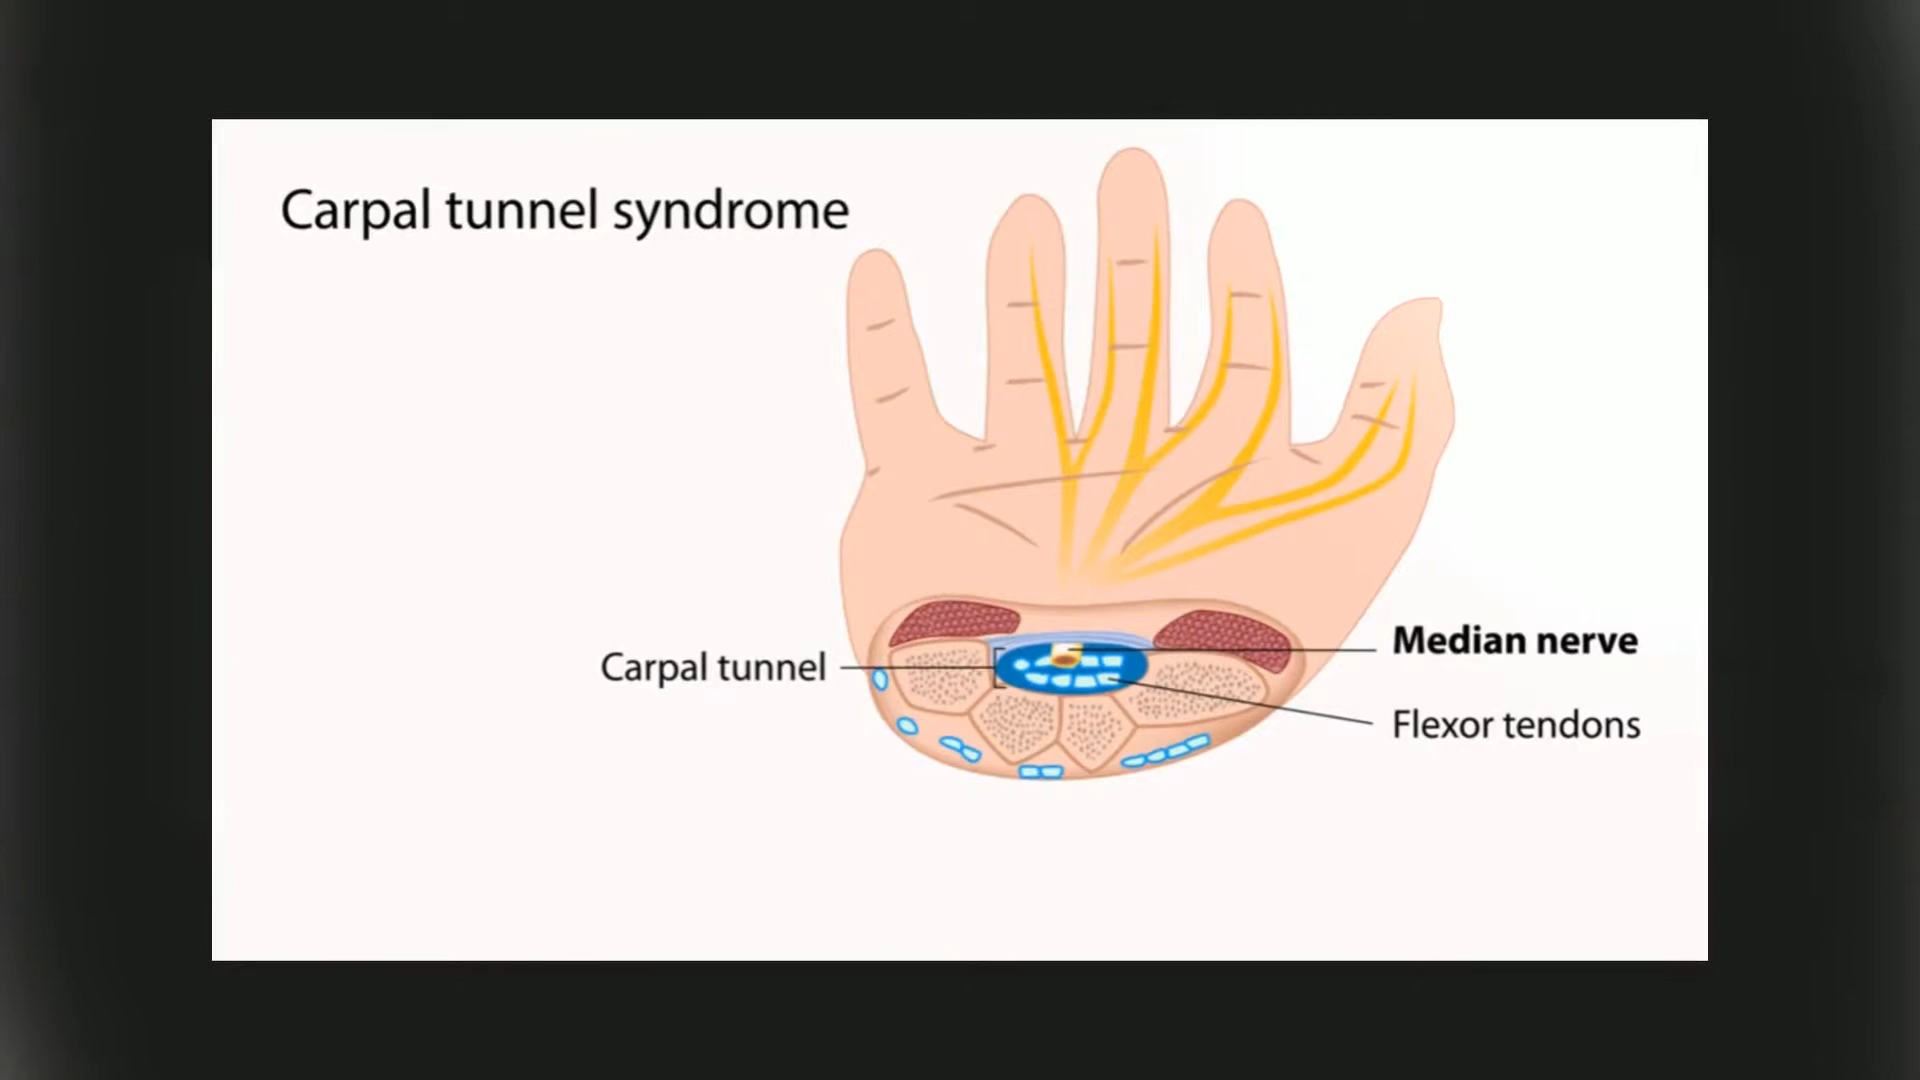 Carpal tunnel syndrome
Median nerve
Carpal tunnel
Flexor tendons